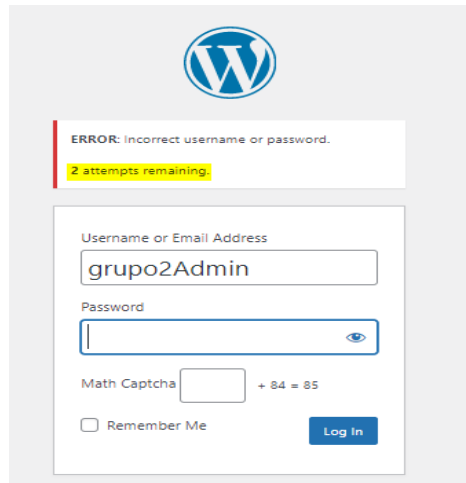 ERROR: Incorrect username or password.
2 attempts remaining.
Username or Email Address
grupo2Admin
Password
Math Captcha + 84 = 85
Remember Me
Log In